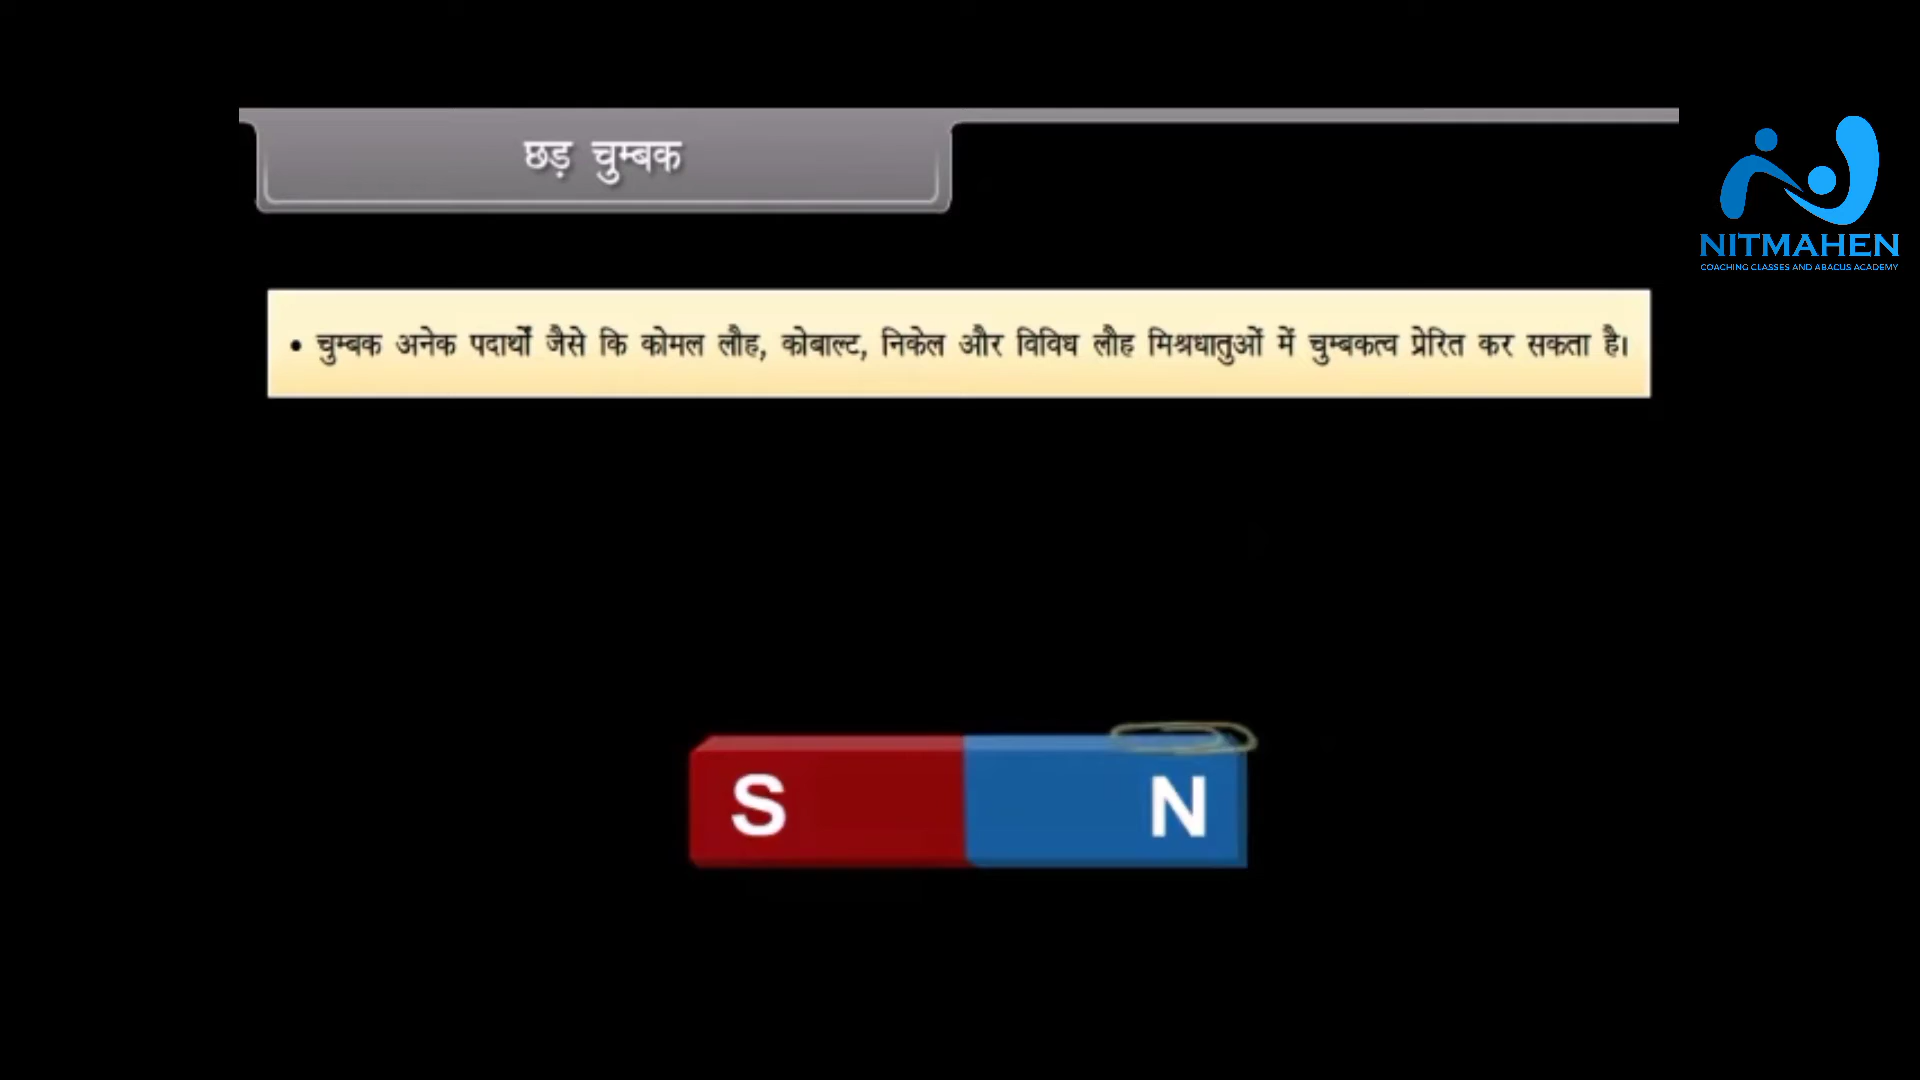 छड़ चुम्बक
NITMAHEN
COACHING CLASSES AND ABACUS ACADEMY
• चुम्बक अनेक पदार्थों जैसे कि कोमल लौह, कोबाल्ट, निकेल और विविध लौह मिश्रधातुओं में चुम्बकत्व प्रेरित कर सकता है।
S N